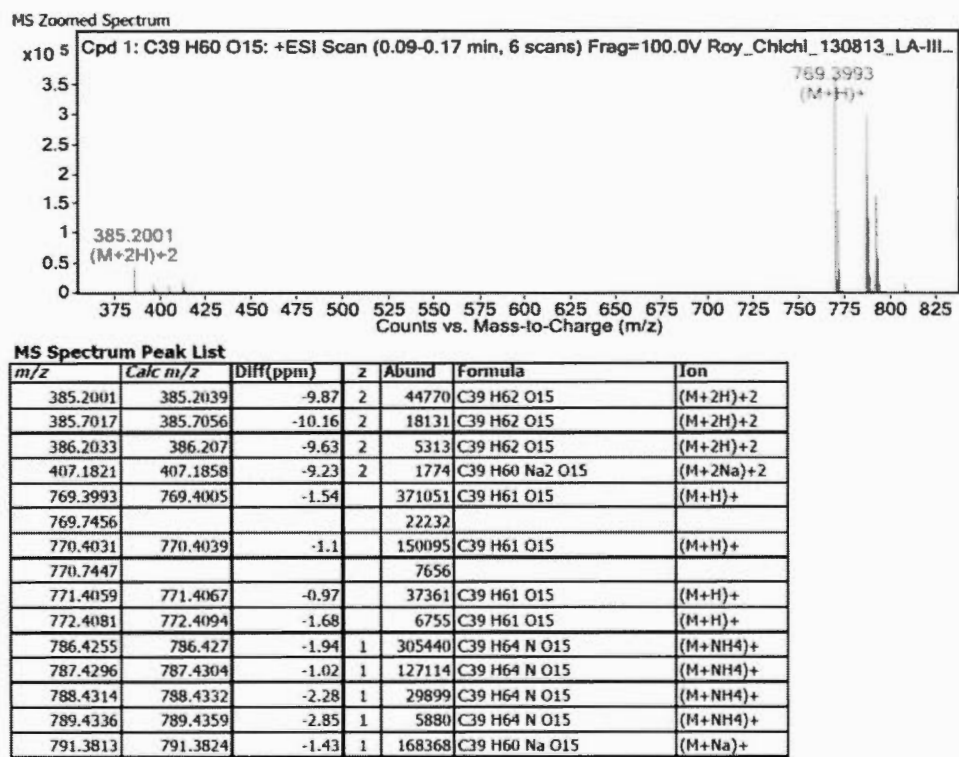 MS Zoomed Spectrum
x10 5 Cpd 1: C39 H60 O15: +ESI Scan (0.09-0.17 min, 6 scans) Frag=100.0V Roy_Chichi_130813_LA-III...
769.3993
(M+H)+
3.5
3
2.5
2
1.5
1
0.5
0
385.2001
(M+2H)+2
375 400 425 450 475 500 525 550 575 600 625 650 675 700 725 750 775 800 825
Counts vs. Mass-to-Charge (m/z)
MS Spectrum Peak List
m/z Calc m/z Diff(ppm) z Abund Formula Ion
385.2001 385.2039 -9.87 2 44770 C39 H62 O15 (M+2H)+2
385.7017 385.7056 -10.16 2 18131 C39 H62 O15 (M+2H)+2
386.2033 386.207 -9.63 2 5313 C39 H62 O15 (M+2H)+2
407.1821 407.1858 -9.23 2 1774 C39 H60 Na2 O15 (M+2Na)+2
769.3993 769.4005 -1.54 371051 C39 H61 O15 (M+H)+
769.7456 22232
770.4031 770.4039 -1.1 150095 C39 H61 O15 (M+H)+
770.7447 7656
771.4059 771.4067 -0.97 37361 C39 H61 O15 (M+H)+
772.4081 772.4094 -1.68 6755 C39 H61 O15 (M+H)+
786.4255 786.427 -1.94 1 305440 C39 H64 N O15 (M+NH4)+
787.4296 787.4304 -1.02 1 127114 C39 H64 N O15 (M+NH4)+
788.4314 788.4332 -2.28 1 29899 C39 H64 N O15 (M+NH4)+
789.4336 789.4359 -2.85 1 5880 C39 H64 N O15 (M+NH4)+
791.3813 791.3824 -1.43 1 168368 C39 H60 Na O15 (M+Na)+